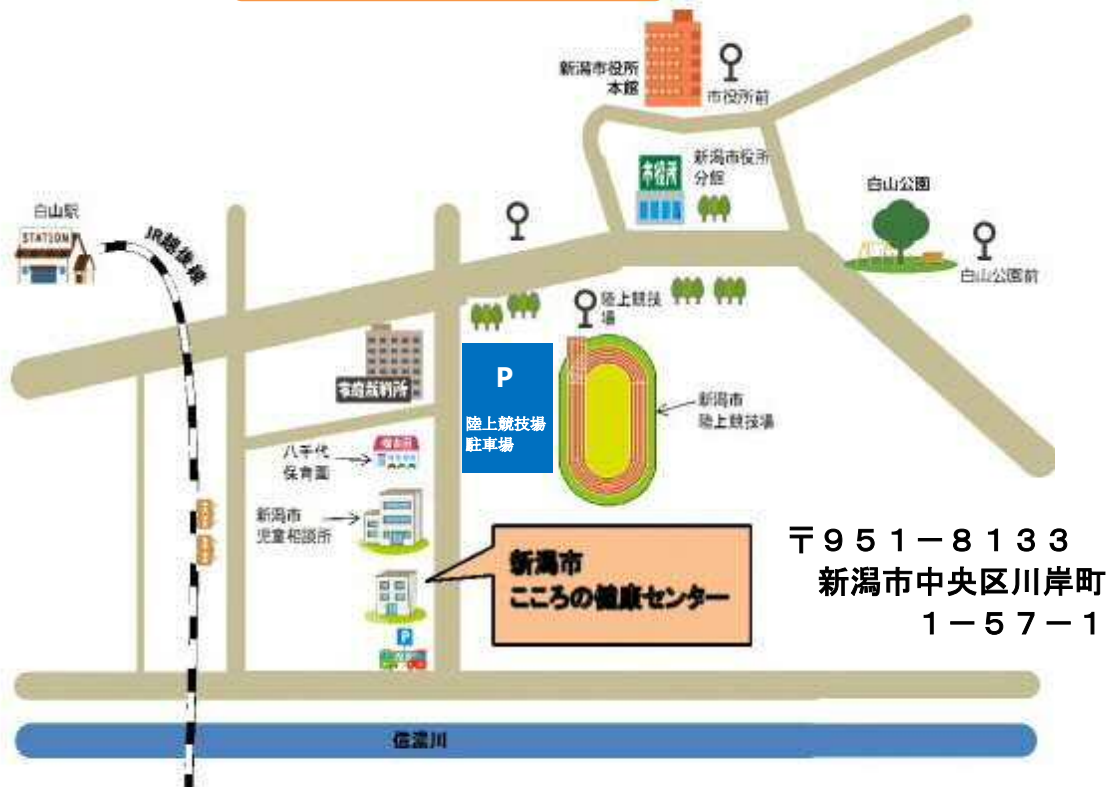 新潟市役所
本館
市役所前
市役所
新潟市役所
分館
白山公園
白山公園前
白山駅
STATION
JR越後線
陸上競技
場
家庭裁判所
P
陸上競技場
駐車場
新潟市
陸上競技場
八千代
保育園
新潟市
児童相談所
新潟市
こころの健康センター
P
〒951-8133
新潟市中央区川岸町
1-57-1
信濃川